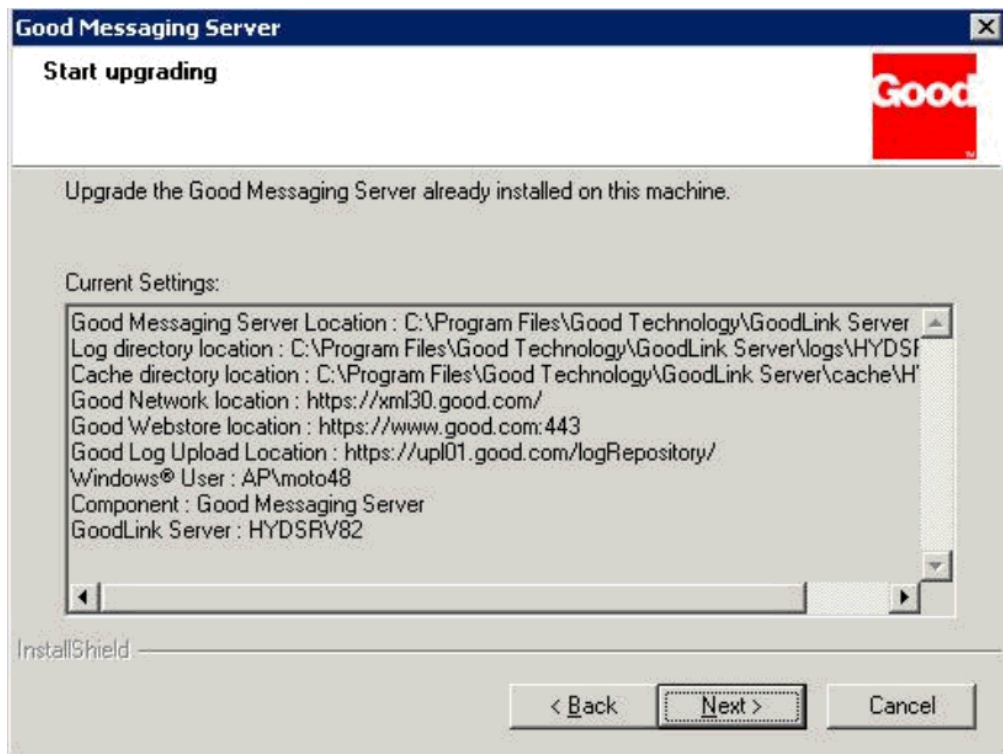 Good Messaging Server
Start upgrading
Good
Upgrade the Good Messaging Server already installed on this machine.
Current Settings:
Good Messaging Server Location : C:\Program Files\Good Technology\GoodLink Server
Log directory location : C:\Program Files\Good Technology\GoodLink Server\logs\HYDSR
Cache directory location : C:\Program Files\Good Technology\GoodLink Server\cache\H
Good Network location : https://xml30.good.com/
Good Webstore location : https://www.good.com:443
Good Log Upload Location : https://upl01.good.com/logRepository/
Windows® User : AP\moto48
Component : Good Messaging Server
GoodLink Server : HYDSRV82
InstallShield
< Back Next > Cancel